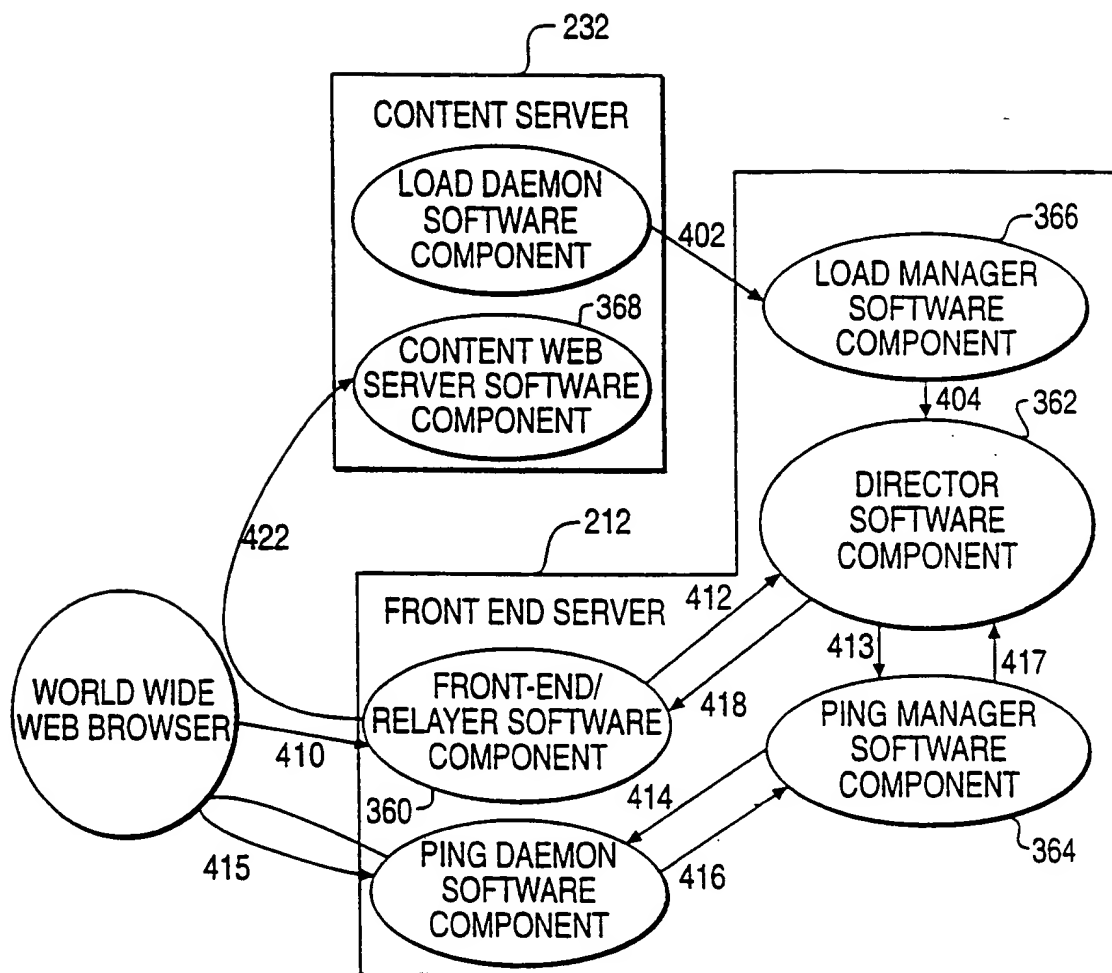 232
CONTENT SERVER
LOAD DAEMON
SOFTWARE
COMPONENT
402
366
LOAD MANAGER
SOFTWARE
COMPONENT
368
CONTENT WEB
SERVER SOFTWARE
COMPONENT
404
362
DIRECTOR
SOFTWARE
COMPONENT
422
212
FRONT END SERVER
412
413
417
WORLD WIDE
WEB BROWSER
FRONT-END/
RELAYER SOFTWARE
COMPONENT
418
PING MANAGER
SOFTWARE
COMPONENT
410
360
414
364
415
PING DAEMON
SOFTWARE
COMPONENT
416